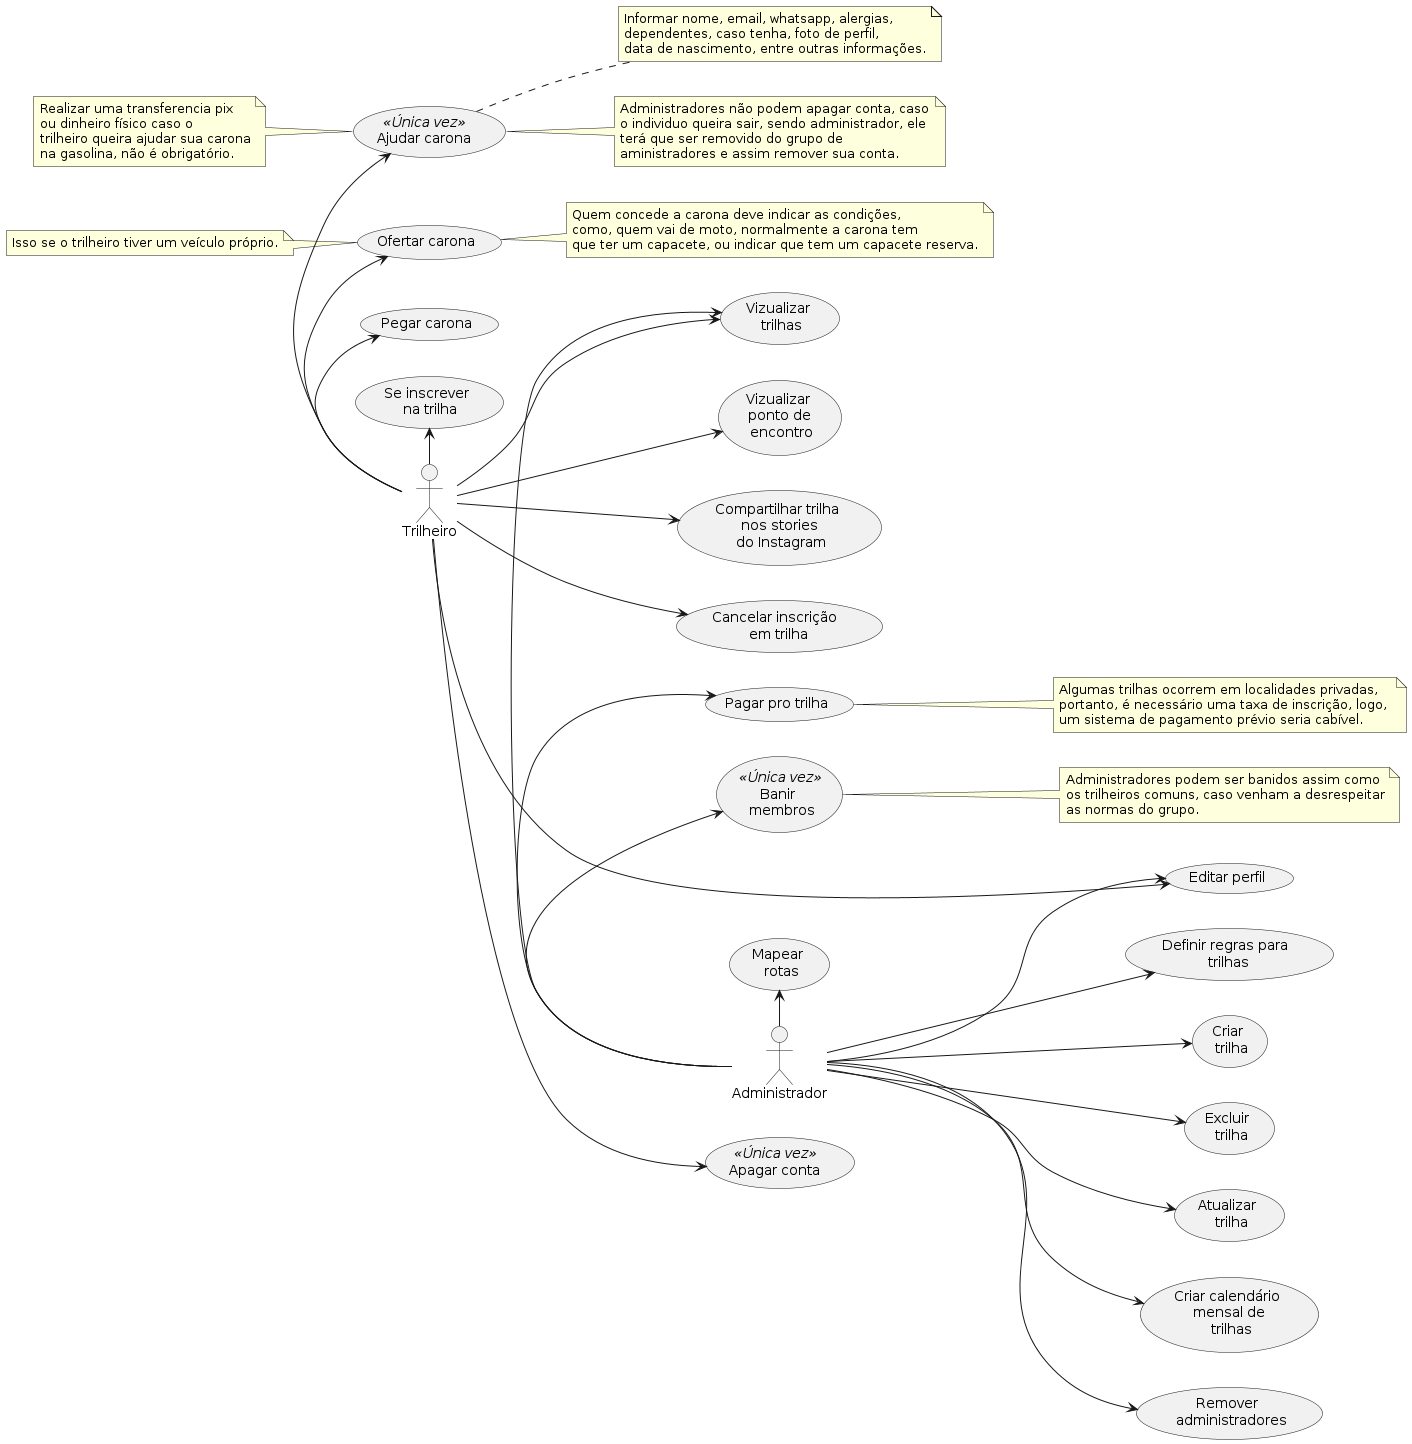 Informar nome, email, whatsapp, alergias,
dependentes, caso tenha, foto de perfil,
data de nascimento, entre outras informações.
Realizar uma transferencia pix
ou dinheiro físico caso o
trilheiro queira ajudar sua carona
na gasolina, não é obrigatório.
«Única vez»
Ajudar carona
Administradores não podem apagar conta, caso
o individuo queira sair, sendo administrador, ele
terá que ser removido do grupo de
aministradores e assim remover sua conta.
Isso se o trilheiro tiver um veículo próprio.
Ofertar carona
Quem concede a carona deve indicar as condições,
como, quem vai de moto, normalmente a carona tem
que ter um capacete, ou indicar que tem um capacete reserva.
Pegar carona
Vizualizar
trilhas
Se inscrever
na trilha
Vizualizar
ponto de
encontro
Trilheiro
Compartilhar trilha
nos stories
do Instagram
Cancelar inscrição
em trilha
Pagar pro trilha
Algumas trilhas ocorrem em localidades privadas,
portanto, é necessário uma taxa de inscrição, logo,
um sistema de pagamento prévio seria cabível.
«Única vez»
Banir
membros
Administradores podem ser banidos assim como
os trilheiros comuns, caso venham a desrespeitar
as normas do grupo.
Editar perfil
Definir regras para
trilhas
Mapear
rotas
Criar
trilha
Administrador
Excluir
trilha
«Única vez»
Apagar conta
Atualizar
trilha
Criar calendário
mensal de
trilhas
Remover
administradores